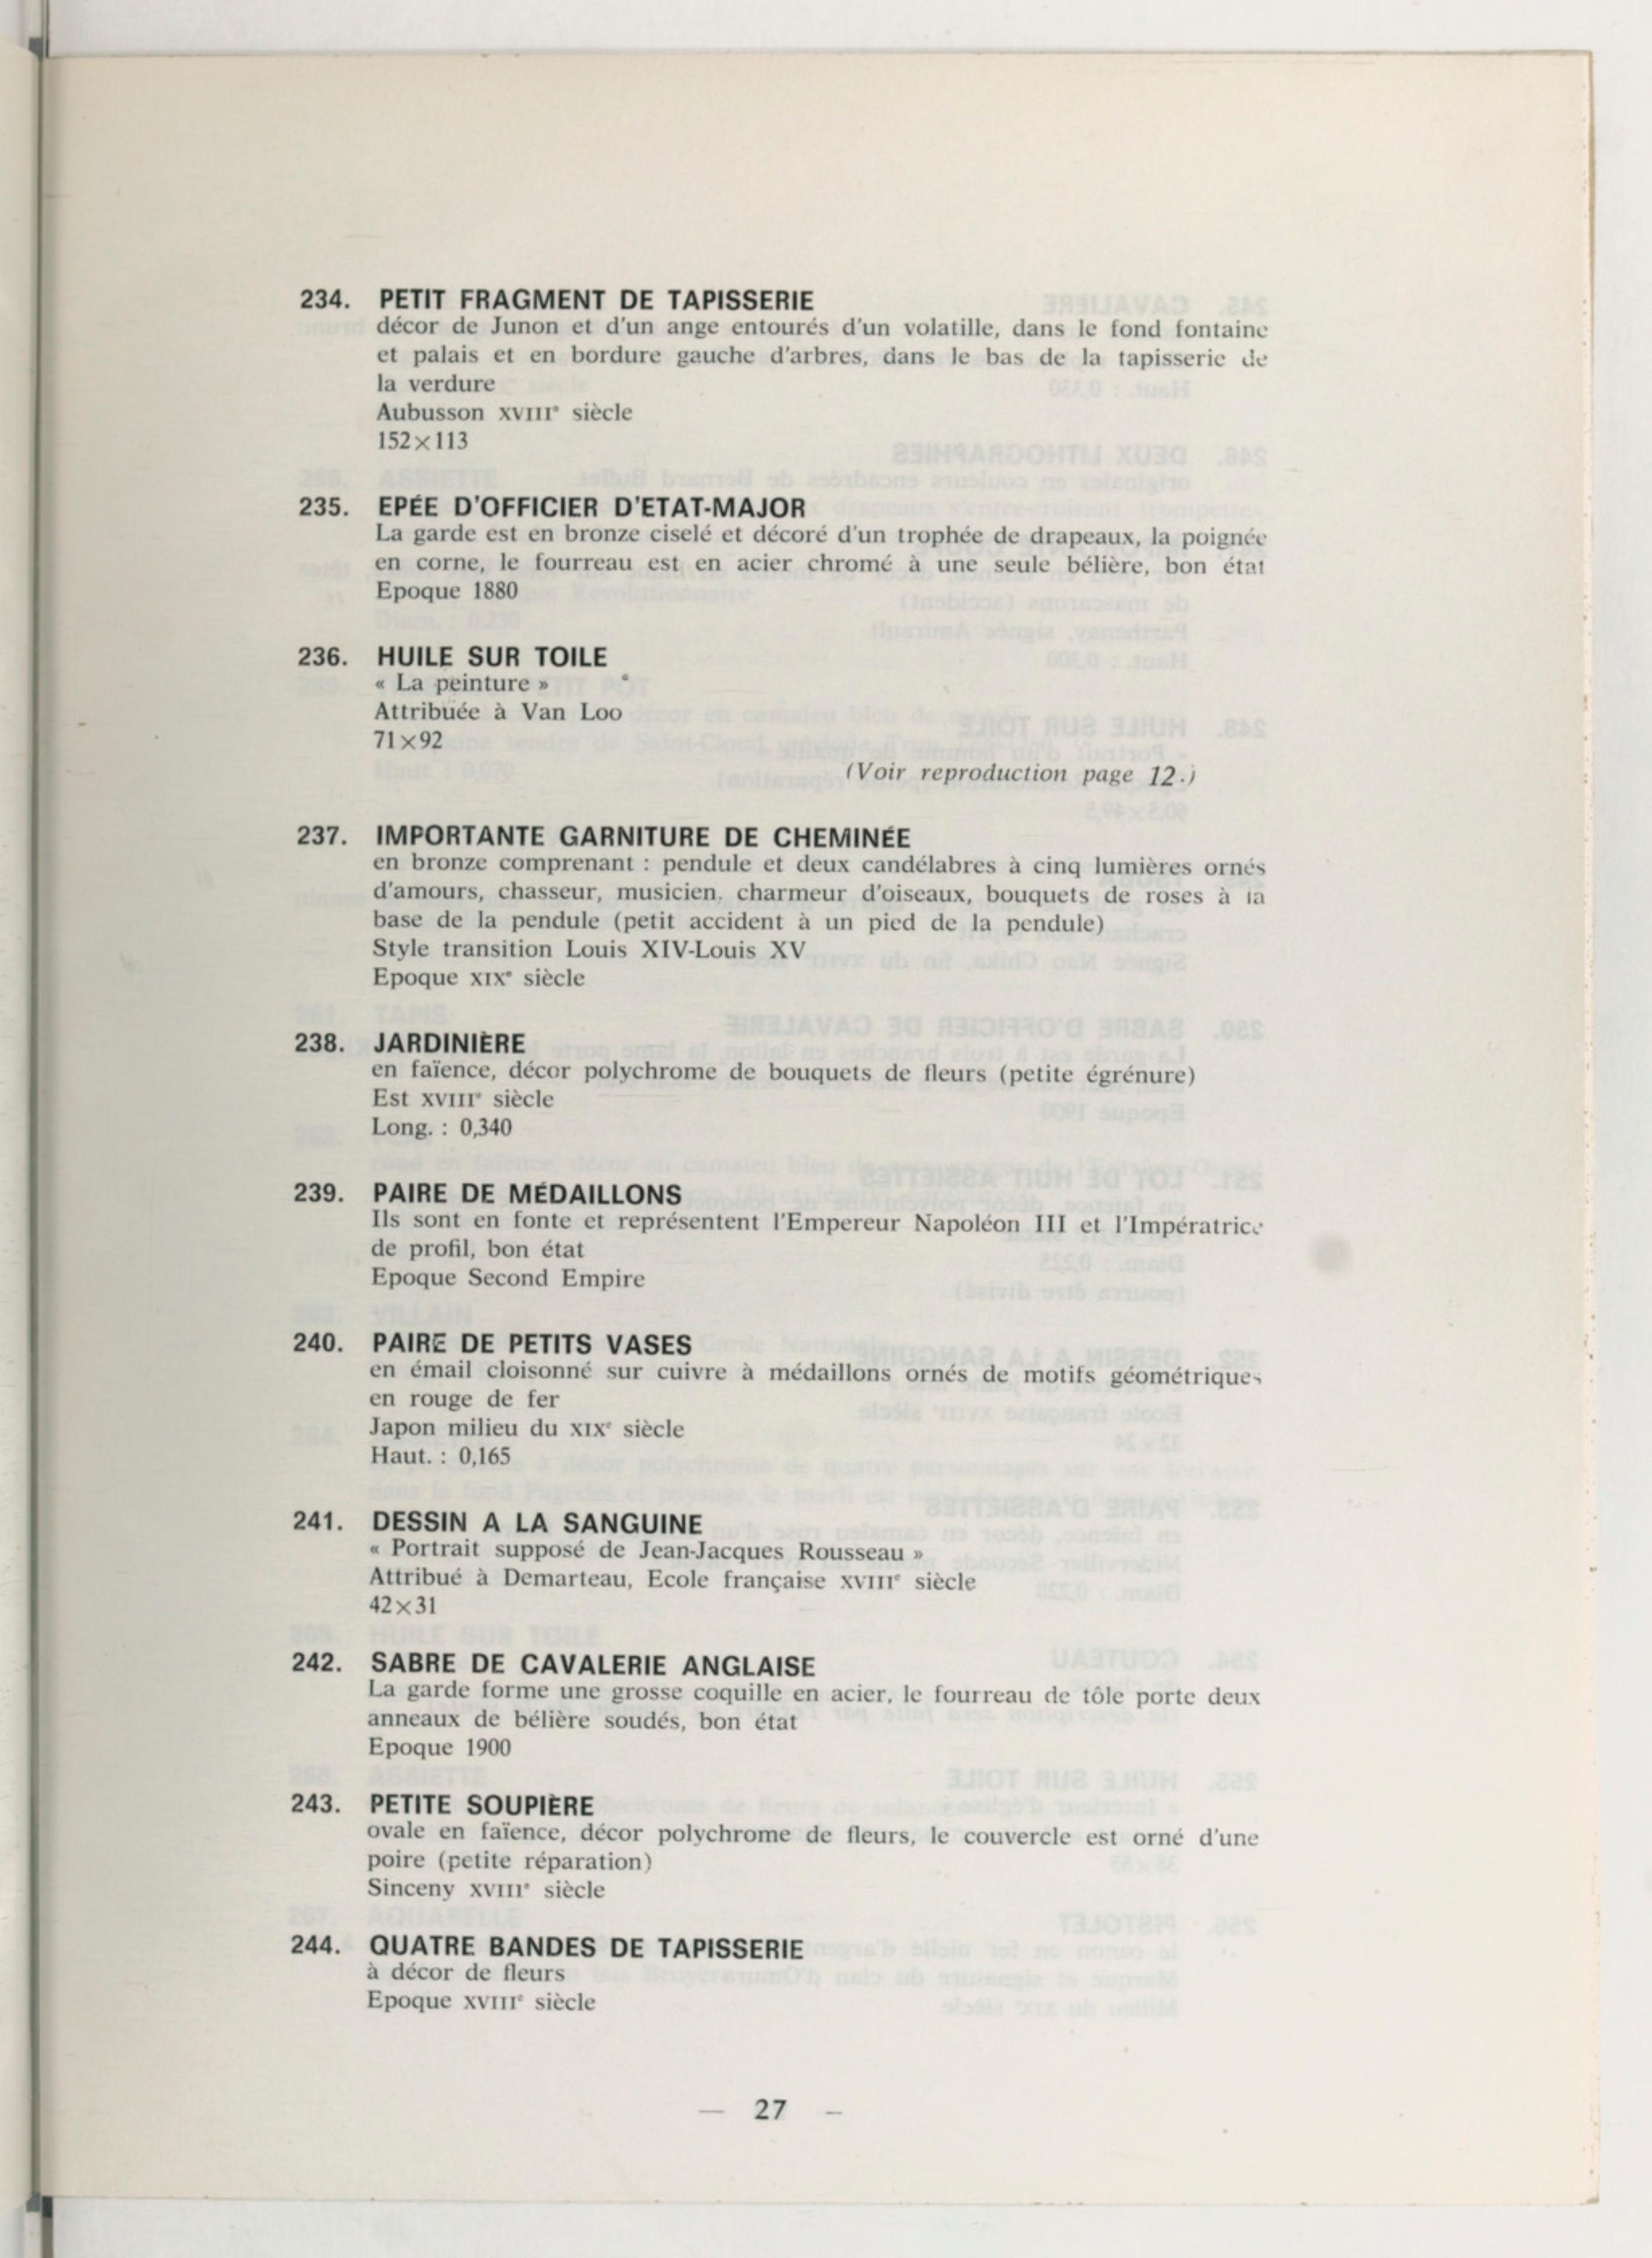 234. PETIT FRAGMENT DE TAPISSERIE
décor de Junon et d'un ange entourés d'un volatille, dans le fond fontaine
et palais et en bordure gauche d'arbres, dans le bas de la tapisserie de
la verdure
Aubusson XVIIIe siècle
152×113
235. EPÉE D'OFFICIER D'ETAT-MAJOR
La garde est en bronze ciselé et décoré d'un trophée de drapeaux, la poignée
en corne, le fourreau est en acier chromé à une seule bélière, bon état
Epoque 1880
236. HUILE SUR TOILE
« La peinture »
Attribuée à Van Loo
71×92
(Voir reproduction page 12.)
237. IMPORTANTE GARNITURE DE CHEMINÉE
en bronze comprenant : pendule et deux candélabres à cinq lumières ornés
d'amours, chasseur, musicien, charmeur d'oiseaux, bouquets de roses à la
base de la pendule (petit accident à un pied de la pendule)
Style transition Louis XIV-Louis XV
Epoque XIXe siècle
238. JARDINIÈRE
en faïence, décor polychrome de bouquets de fleurs (petite égrénure)
Est XVIIIe siècle
Long. : 0,340
239. PAIRE DE MÉDAILLONS
Ils sont en fonte et représentent l'Empereur Napoléon III et l'Impératrice
de profil, bon état
Epoque Second Empire
240. PAIRE DE PETITS VASES
en émail cloisonné sur cuivre à médaillons ornés de motifs géométriques
en rouge de fer
Japon milieu du XIXe siècle
Haut. : 0,165
241. DESSIN A LA SANGUINE
« Portrait supposé de Jean-Jacques Rousseau »
Attribué à Demarteau, Ecole française XVIIIe siècle
42×31
242. SABRE DE CAVALERIE ANGLAISE
La garde forme une grosse coquille en acier, le fourreau de tôle porte deux
anneaux de bélière soudés, bon état
Epoque 1900
243. PETITE SOUPIÈRE
ovale en faïence, décor polychrome de fleurs, le couvercle est orné d'une
poire (petite réparation)
Sinceny XVIIIe siècle
244. QUATRE BANDES DE TAPISSERIE
à décor de fleurs
Epoque XVIIIe siècle
— 27 —